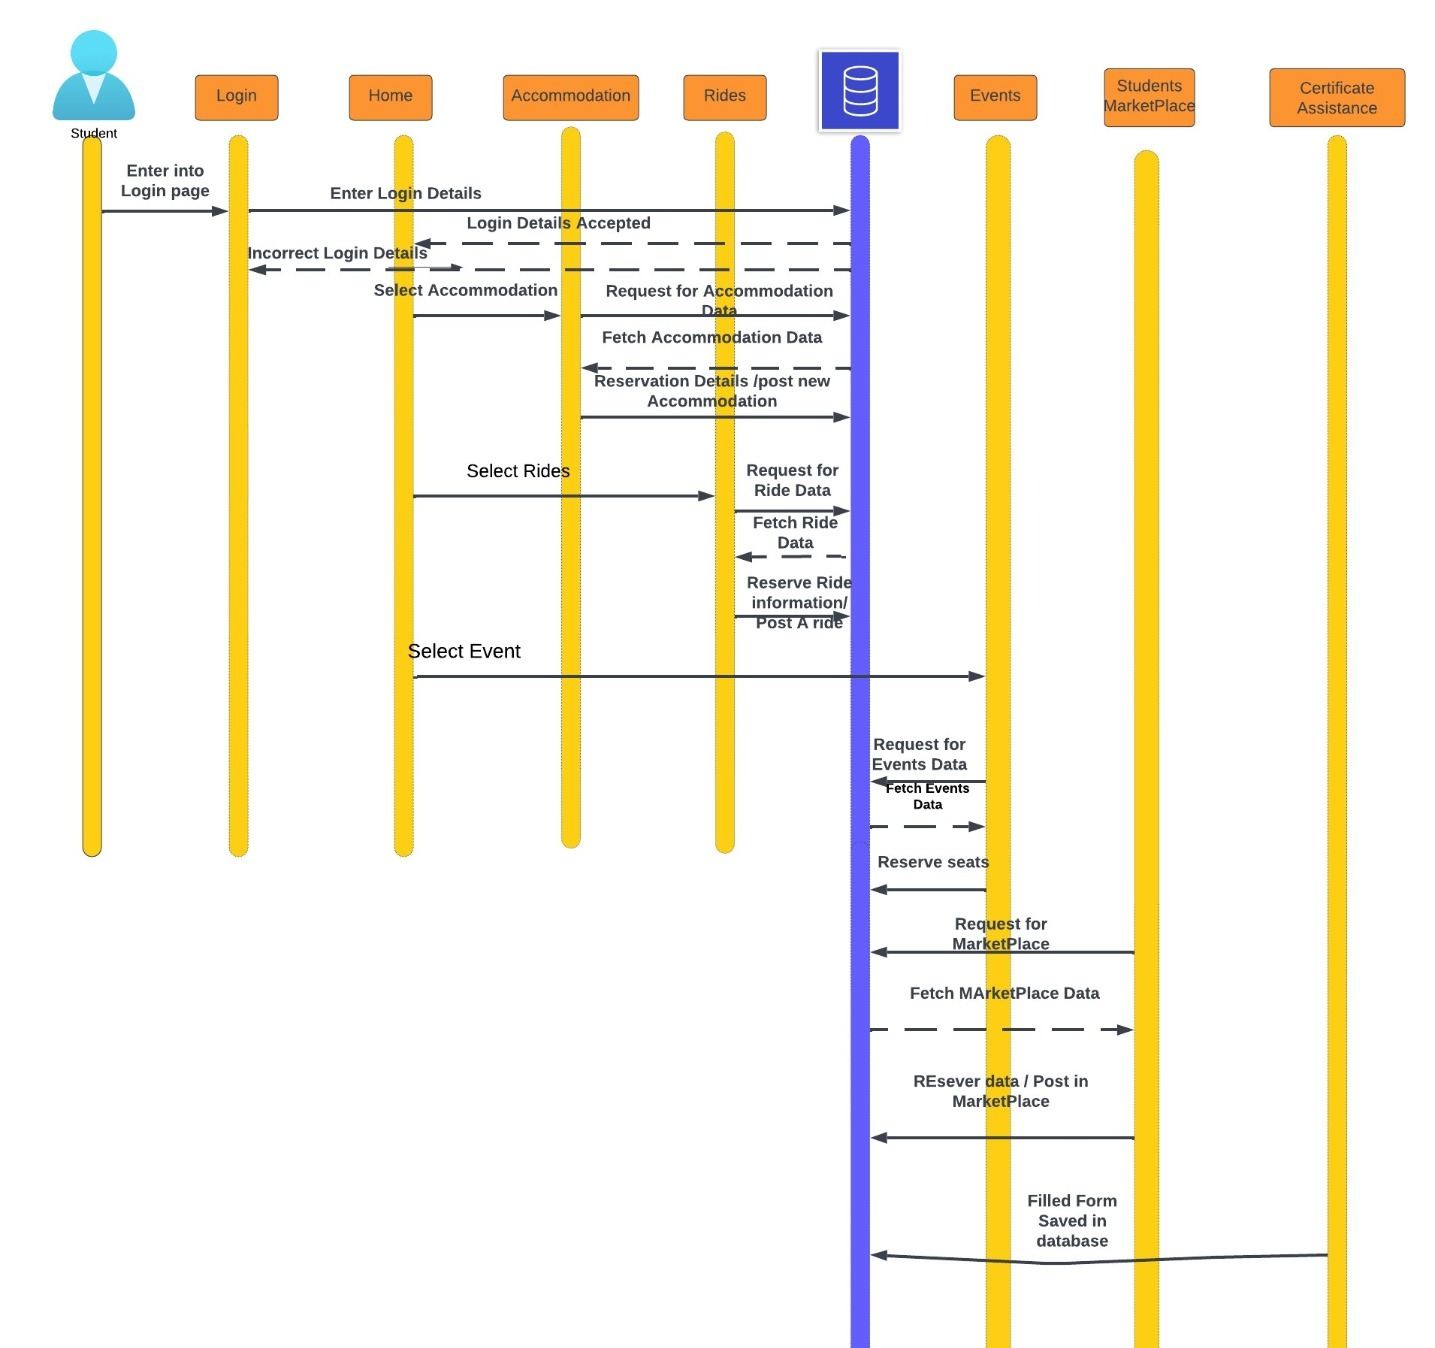 Student
Login
Home
Accommodation
Rides
Events
Students
MarketPlace
Certificate
Assistance
Enter into
Login page
Enter Login Details
Login Details Accepted
Incorrect Login Details
Select Accommodation
Request for Accommodation
Data
Fetch Accommodation Data
Reservation Details /post new
Accommodation
Select Rides
Request for
Ride Data
Fetch Ride
Data
Reserve Ride
information/
Post A ride
Select Event
Request for
Events Data
Fetch Events
Data
Reserve seats
Request for
MarketPlace
Fetch MArketPlace Data
REsever data / Post in
MarketPlace
Filled Form
Saved in
database